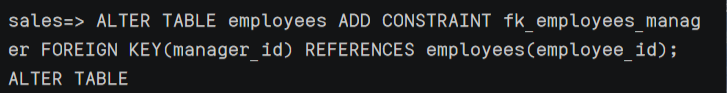 sales=> ALTER TABLE employees ADD CONSTRAINT fk_employees_manag
er FOREIGN KEY(manager_id) REFERENCES employees(employee_id);
ALTER TABLE